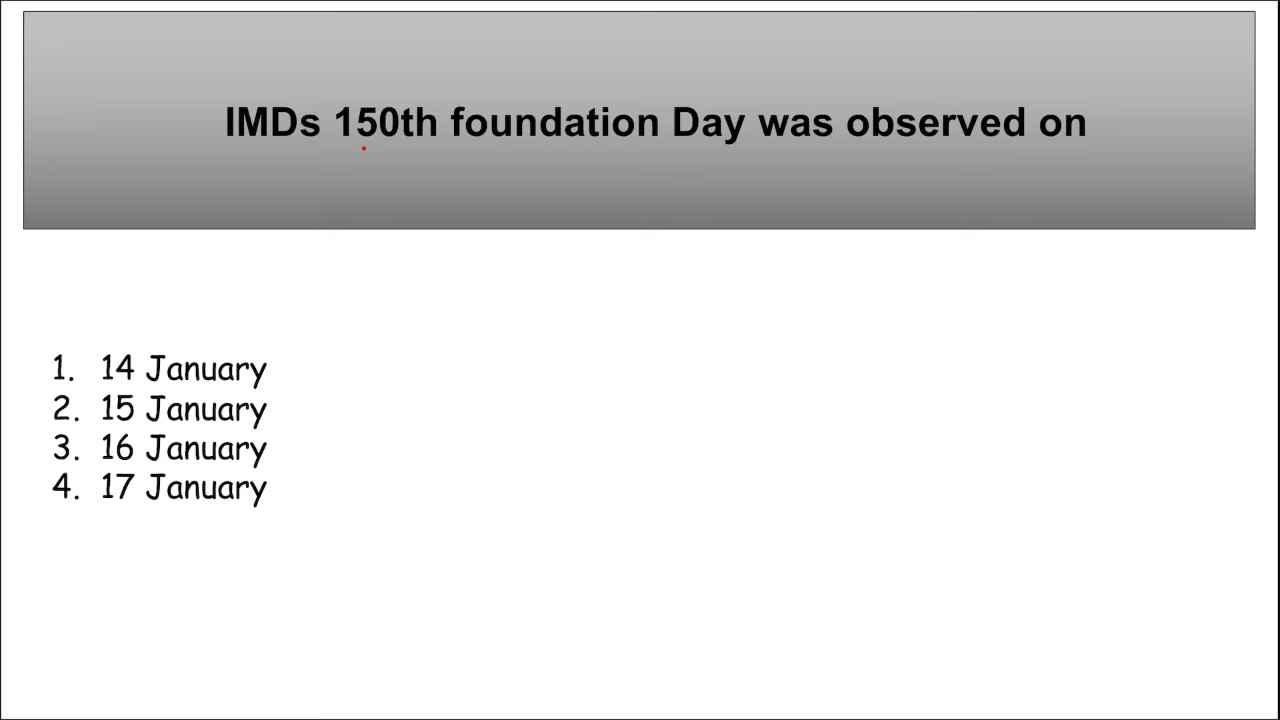 IMDs 150th foundation Day was observed on
1. 14 January
2. 15 January
3. 16 January
4. 17 January